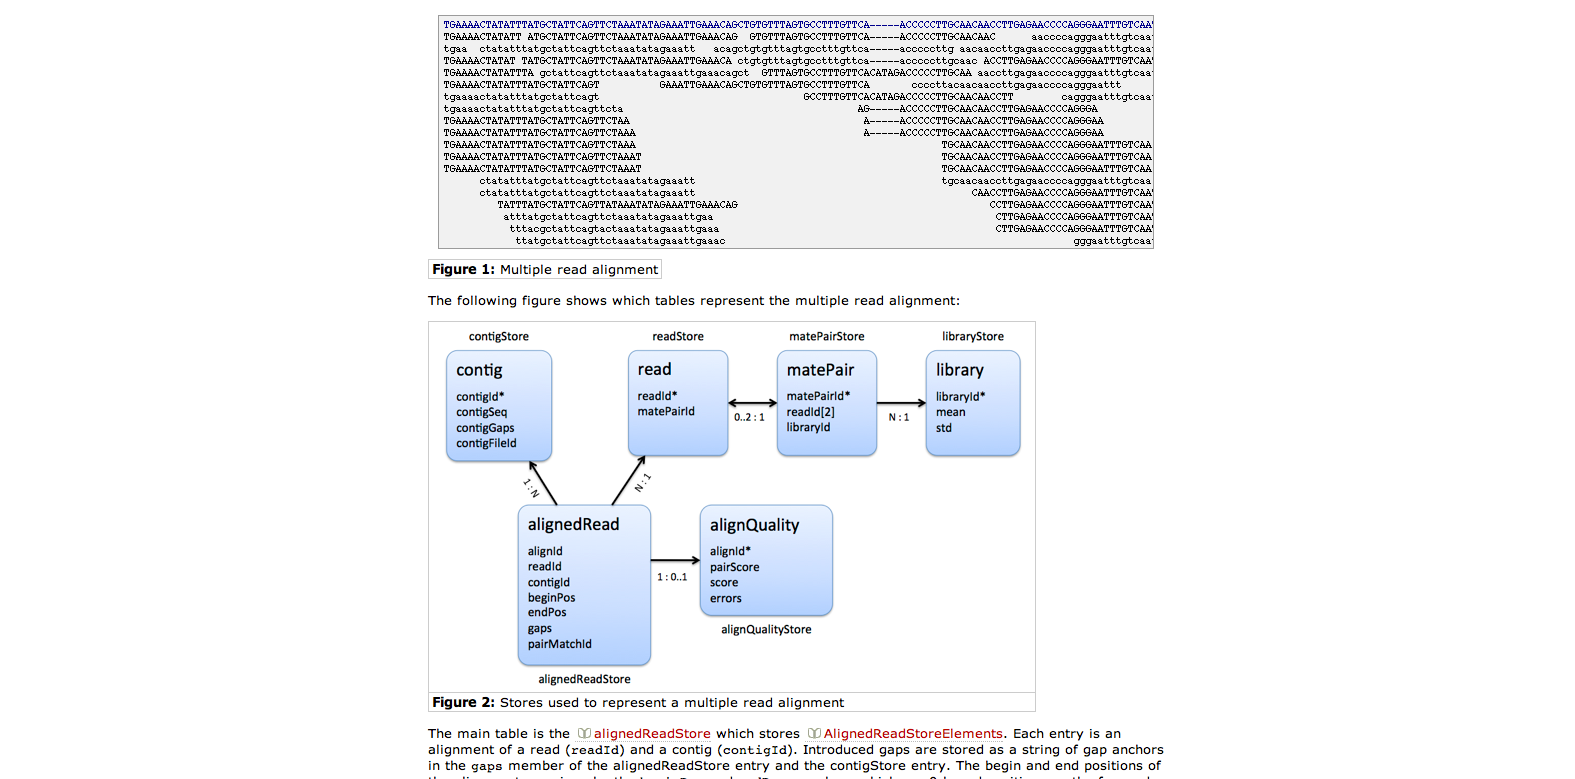 TGAAAACTATATTTATGCTATTCAGTTCTAAATATAGAAATTGAAACAGCTGTGTTTAGTGCCTTTGTTCA-----ACCCCCTTGCAACAACCTTGAGAACCCCAGGGAATTTGTCAA
TGAAAACTATATT ATGCTATTCAGTTCTAAATATAGAAATTGAAACAG GTGTTTAGTGCCTTTGTTCA-----ACCCCCTTGCAACAAC aaccccagggaatttgtcaa
tgaa ctatatttatgctattcagttctaaatatagaaatt acagctgtgtttagtgcctttgttca-----acccccttg aacaaccttgagaaccccagggaatttgtcaa
TGAAAACTATAT TATGCTATTCAGTTCTAAATATAGAAATTGAAACA ctgtgtttagtgcctttgttca-----acccccttgcaac ACCTTGAGAACCCCAGGGAATTTGTCAA
TGAAAACTATATTTA gctattcagttctaaatatagaaattgaaacagct GTTTAGTGCCTTTGTTCACATAGACCCCCTTGCAA aaccttgagaaccccagggaatttgtcaa
TGAAAACTATATTTATGCTATTCAGT GAAATTGAAACAGCTGTGTTTAGTGCCTTTGTTCA ccccttacaacaaccttgagaaccccagggaattt
tgaaaactatatttatgctattcagt GCCTTTGTTCACATAGACCCCCTTGCAACAACCTT cagggaatttgtcaa
tgaaaactatatttatgctattcagttcta AG-----ACCCCCTTGCAACAACCTTGAGAACCCCAGGGA
TGAAAACTATATTTATGCTATTCAGTTCTAA A-----ACCCCCTTGCAACAACCTTGAGAACCCCAGGGAA
TGAAAACTATATTTATGCTATTCAGTTCTAAA A-----ACCCCCTTGCAACAACCTTGAGAACCCCAGGGAA
TGAAAACTATATTTATGCTATTCAGTTCTAAA TGCAACAACCTTGAGAACCCCAGGGAATTTGTCAA
TGAAAACTATATTTATGCTATTCAGTTCTAAAT TGCAACAACCTTGAGAACCCCAGGGAATTTGTCAA
TGAAAACTATATTTATGCTATTCAGTTCTAAAT TGCAACAACCTTGAGAACCCCAGGGAATTTGTCAA
ctatatttatgctattcagttctaaatatagaaatt tgcaacaaccttgagaaccccagggaatttgtcaa
ctatatttatgctattcagttctaaatatagaaatt CAACCTTGAGAACCCCAGGGAATTTGTCAA
TATTTATGCTATTCAGTTATAAATATAGAAATTGAAACAG CCTTGAGAACCCCAGGGAATTTGTCAA
atttatgctattcagttctaaatatagaaattgaa CTTGAGAACCCCAGGGAATTTGTCAA
tttacgctattcagtactaaatatagaaattgaaa CTTGAGAACCCCAGGGAATTTGTCAA
ttatgctattcagttctaaatatagaaattgaaac gggaatttgtcaa
Figure 1: Multiple read alignment
The following figure shows which tables represent the multiple read alignment:
contigStore readStore matePairStore libraryStore
contig
contigId*
contigSeq
contigGaps
contigFileId
read
readId*
matePairId
0..2 : 1
matePair
matePairId*
readId[2]
libraryId
N : 1
library
libraryId*
mean
std
1 : N
N : 1
alignedRead
alignId
readId
contigId
beginPos
endPos
gaps
pairMatchId
1 : 0..1
alignQuality
alignId*
pairScore
score
errors
alignQualityStore
alignedReadStore
Figure 2: Stores used to represent a multiple read alignment
The main table is the alignedReadStore which stores AlignedReadStoreElements. Each entry is an
alignment of a read (readId) and a contig (contigId). Introduced gaps are stored as a string of gap anchors
in the gaps member of the alignedReadStore entry and the contigStore entry. The begin and end positions of